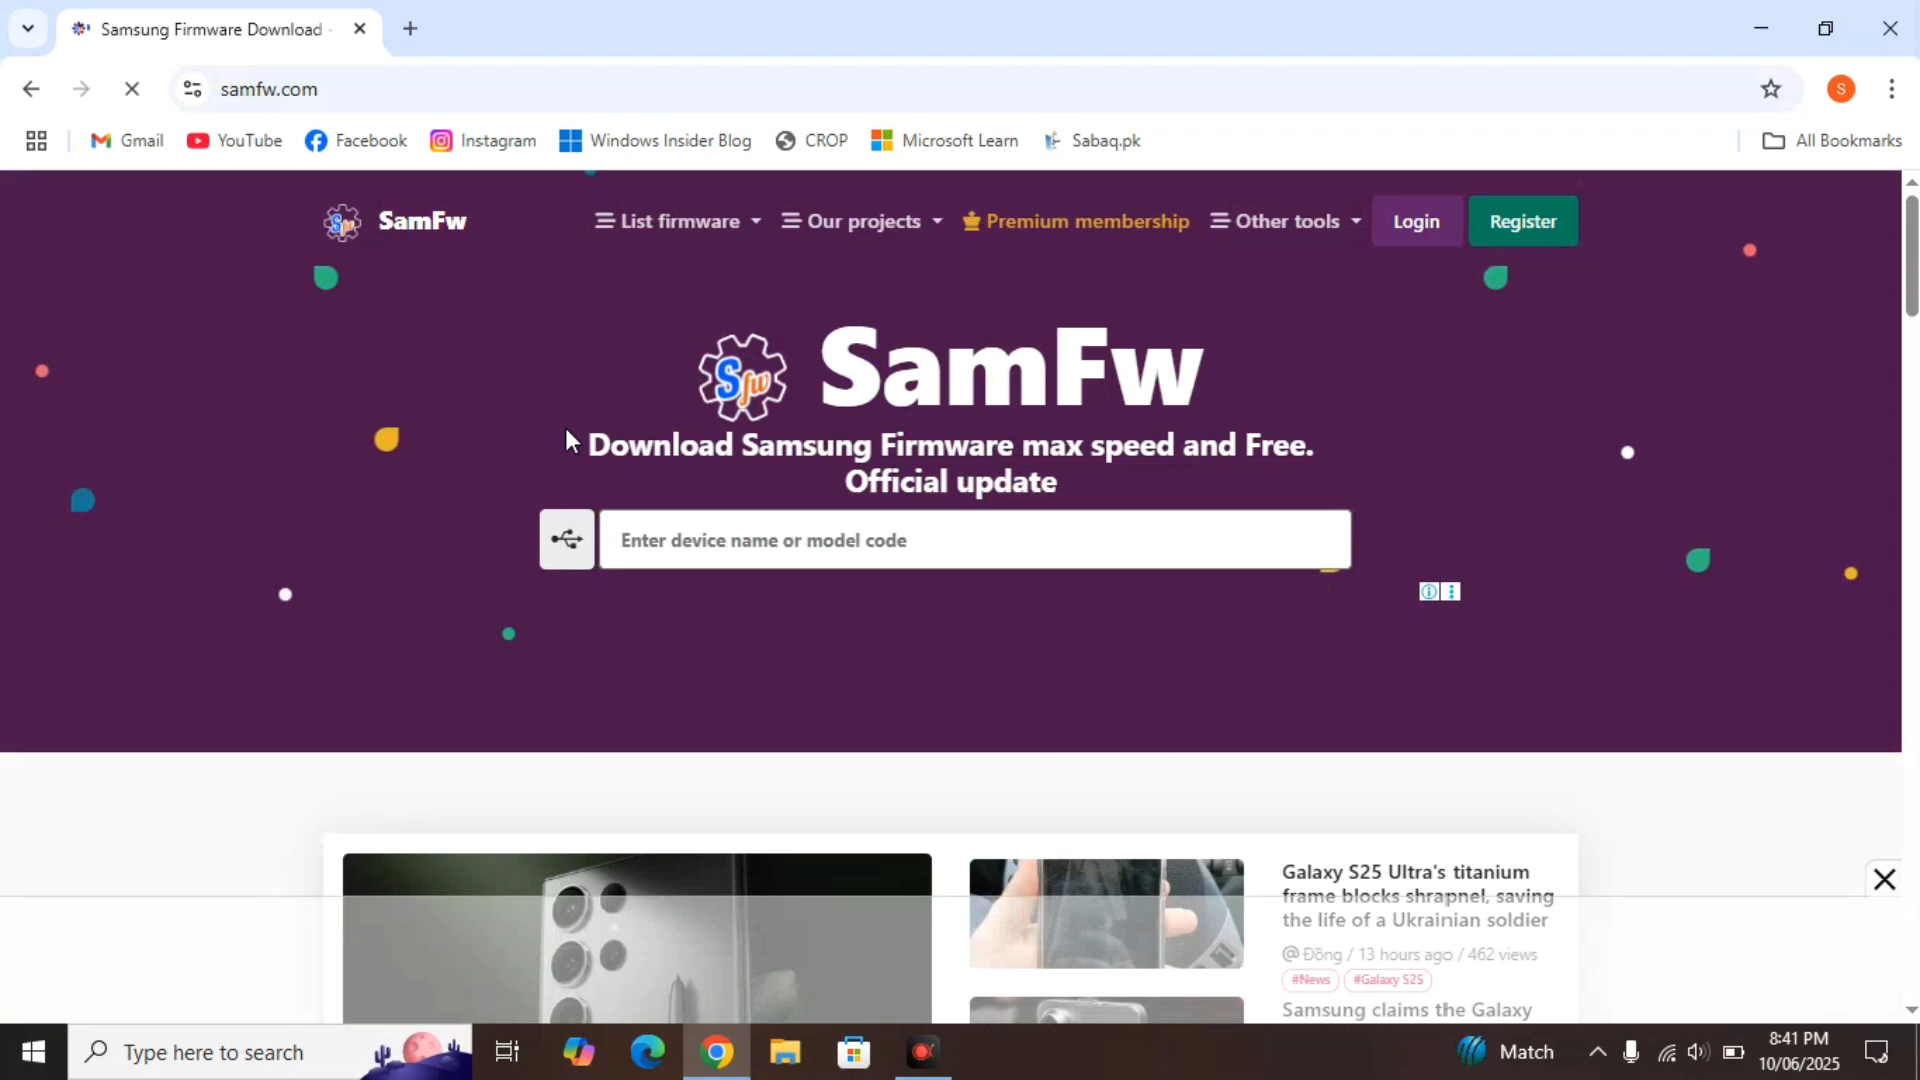 Samsung Firmware Download -
samfw.com
S
Gmail
YouTube
Facebook
Instagram
Windows Insider Blog
CROP
Microsoft Learn
Sabaq.pk
All Bookmarks
Sfw
SamFw
List firmware
Our projects
Premium membership
Other tools
Login
Register
Sfw
SamFw
Download Samsung Firmware max speed and Free.
Official update
Enter device name or model code
Galaxy S25 Ultra's titanium
frame blocks shrapnel, saving
the life of a Ukrainian soldier
@ Đồng / 13 hours ago / 462 views
#News
#Galaxy S25
Samsung claims the Galaxy
Type here to search
Match
8:41 PM
10/06/2025